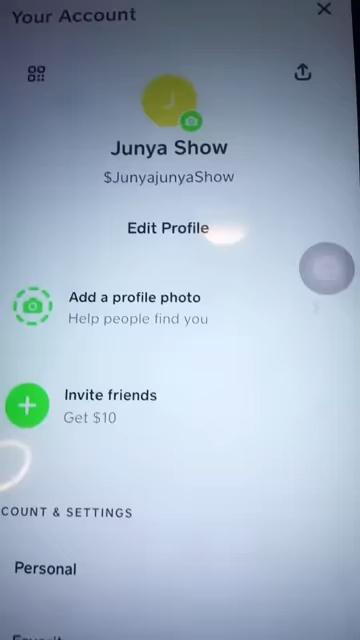 Your Account
J
Junya Show
$JunyajunyaShow
Edit Profile
Add a profile photo
Help people find you
Invite friends
Get $10
COUNT & SETTINGS
Personal